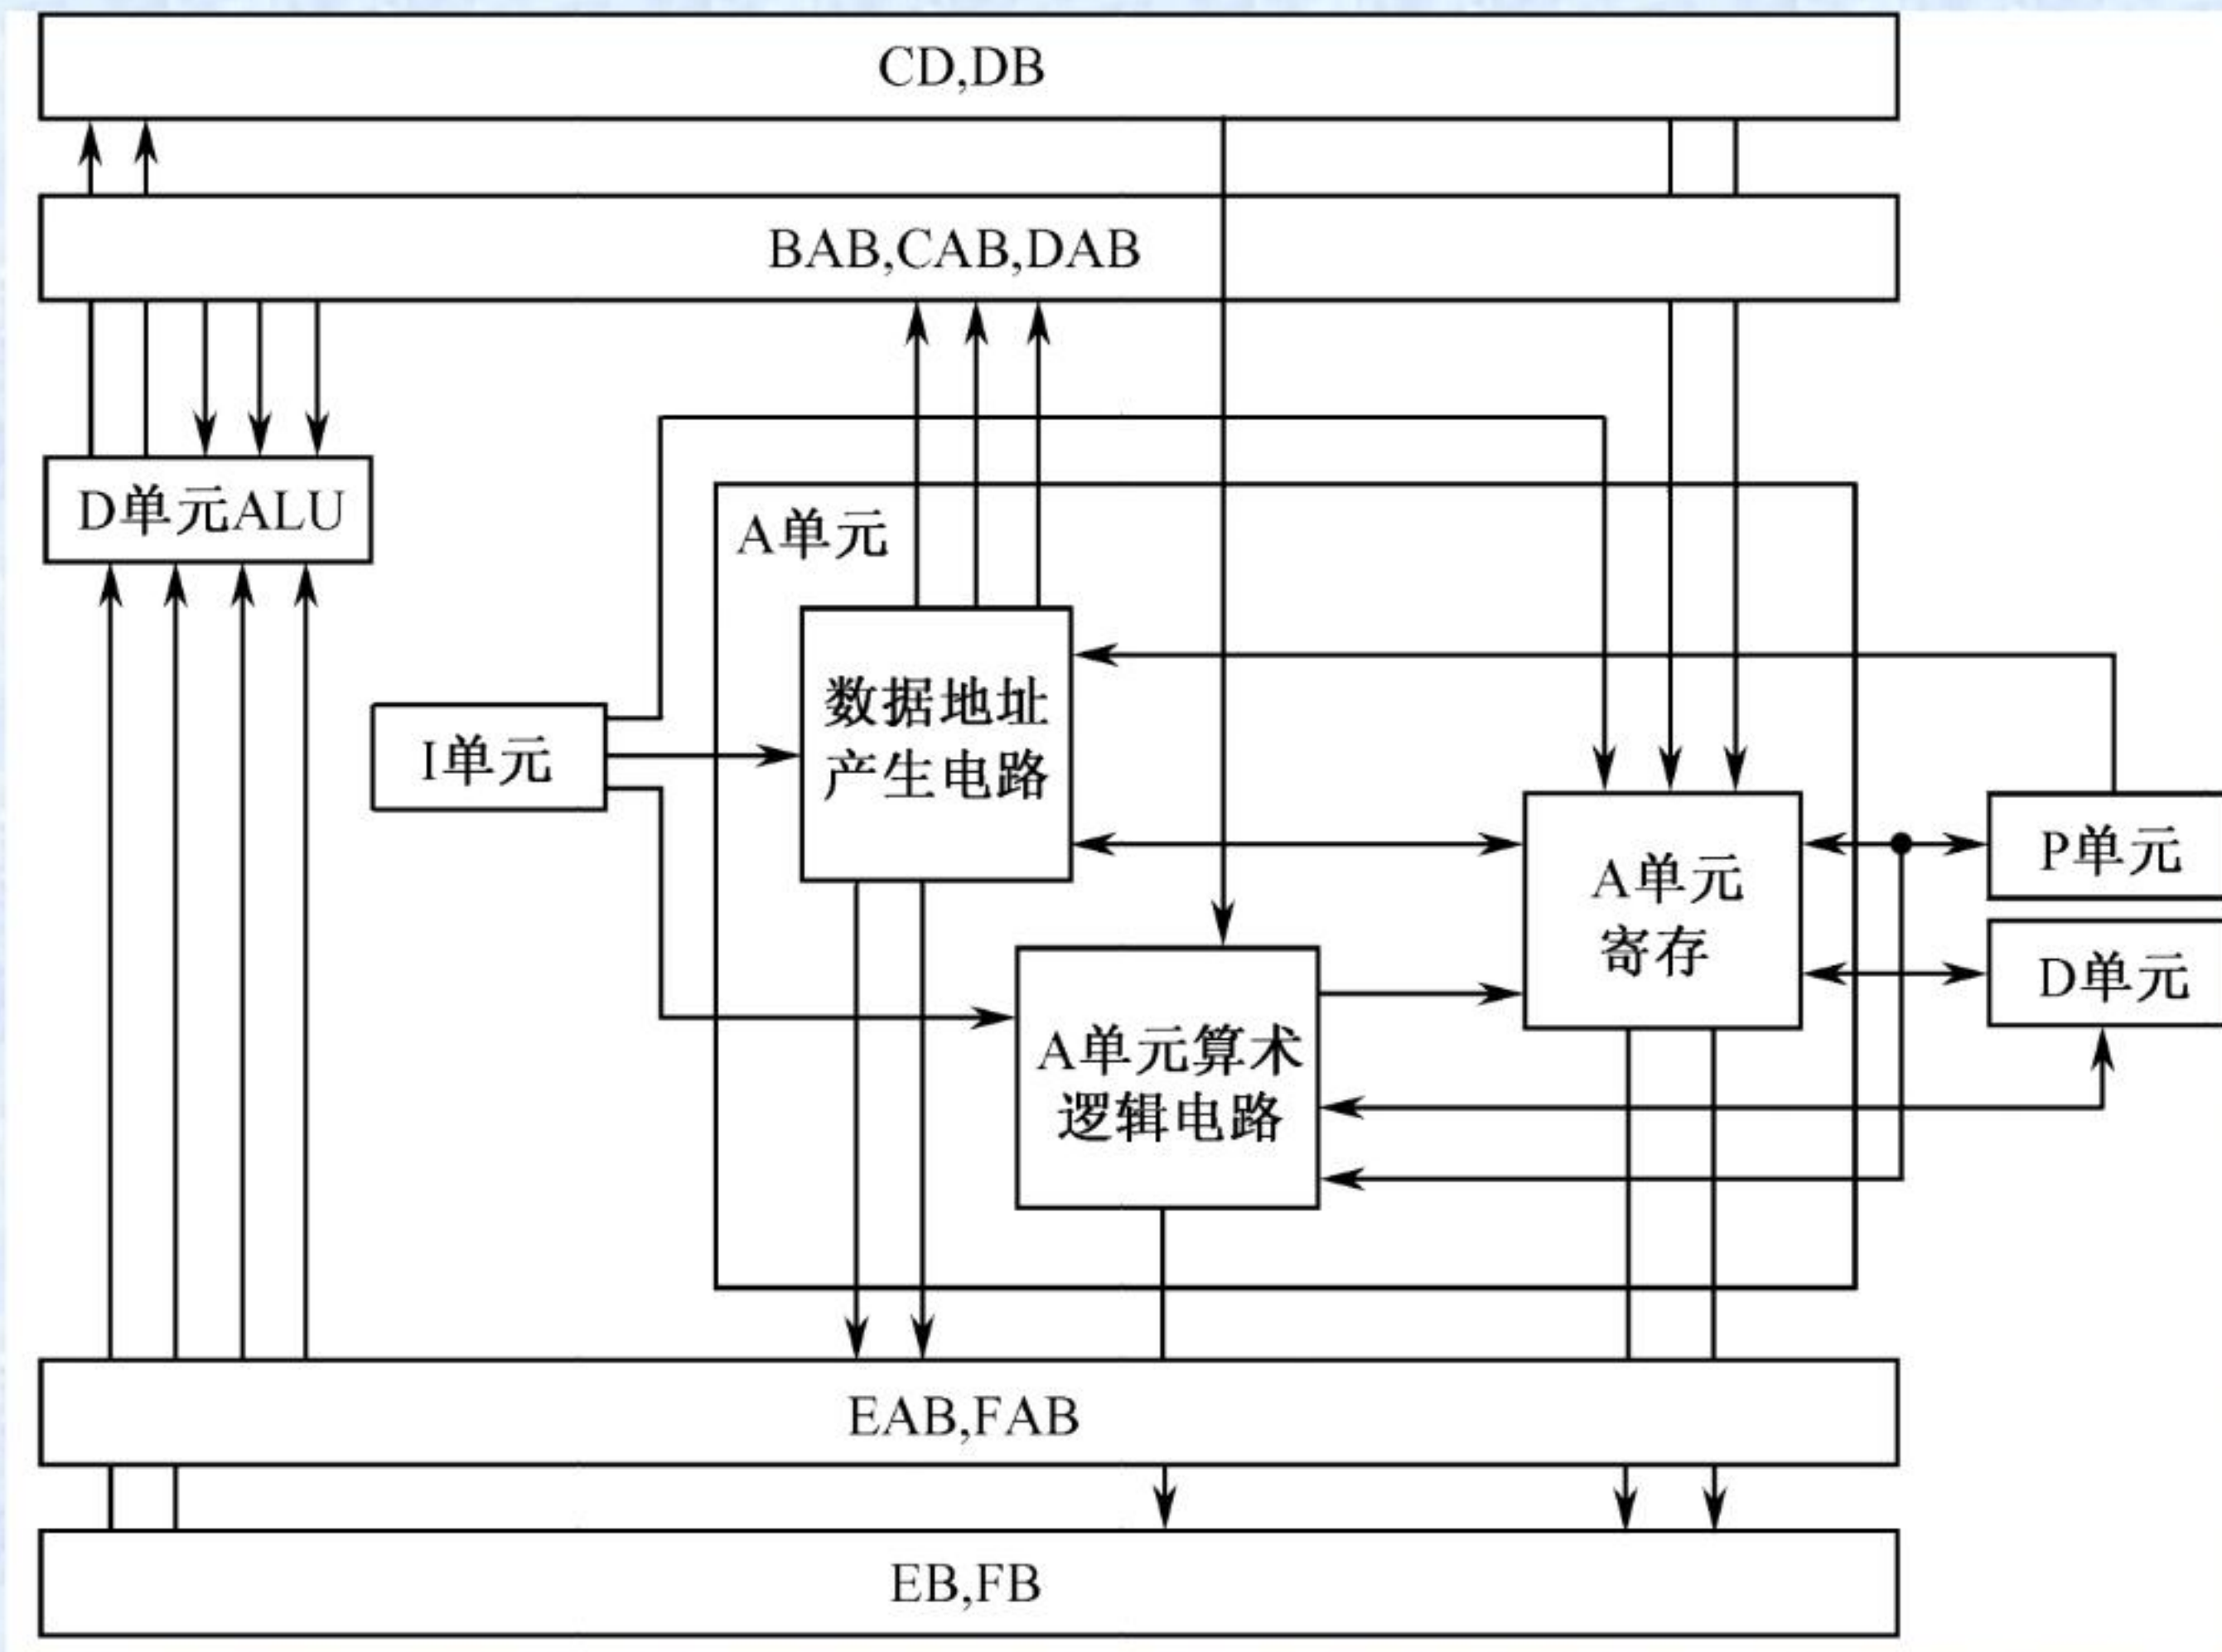 CD,DB
BAB,CAB,DAB
D单元ALU
A单元
数据地址
产生电路
I单元
A单元
寄存
P单元
D单元
A单元算术
逻辑电路
EAB,FAB
EB,FB